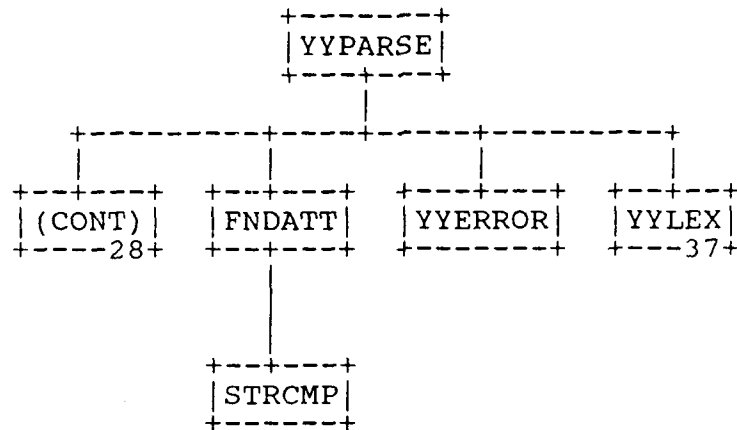 YYPARSE
(CONT) FNDATT YYERROR YYLEX
28 37
STRCMP